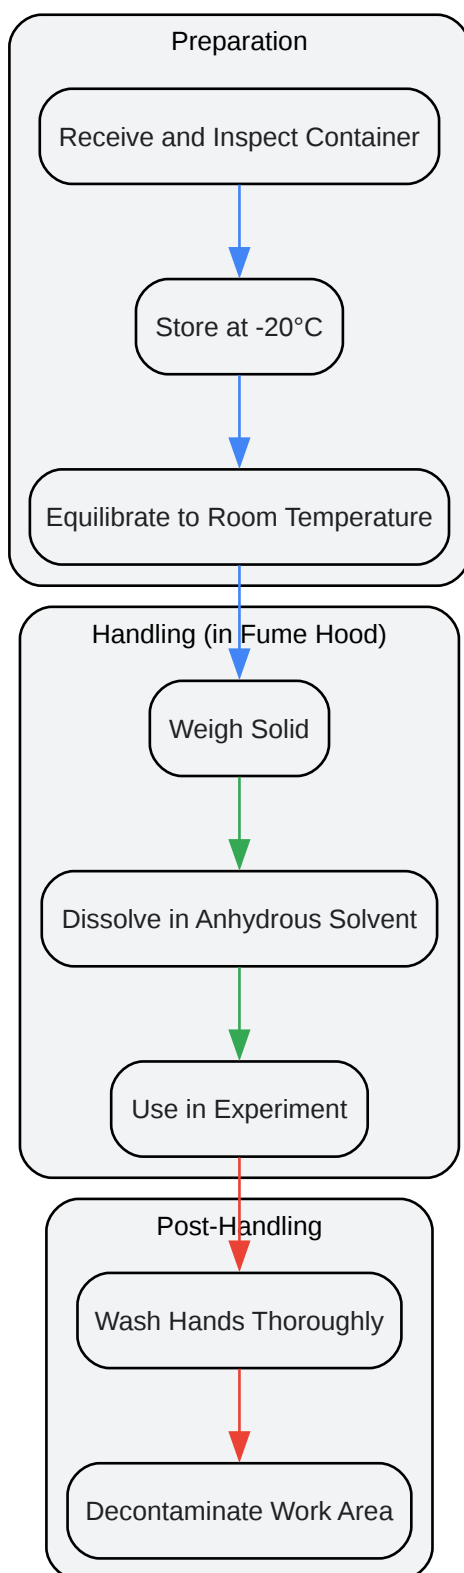 Preparation
Receive and Inspect Container
Store at -20°C
Equilibrate to Room Temperature
Handling (in Fume Hood)
Weigh Solid
Dissolve in Anhydrous Solvent
Use in Experiment
Post-Handling
Wash Hands Thoroughly
Decontaminate Work Area